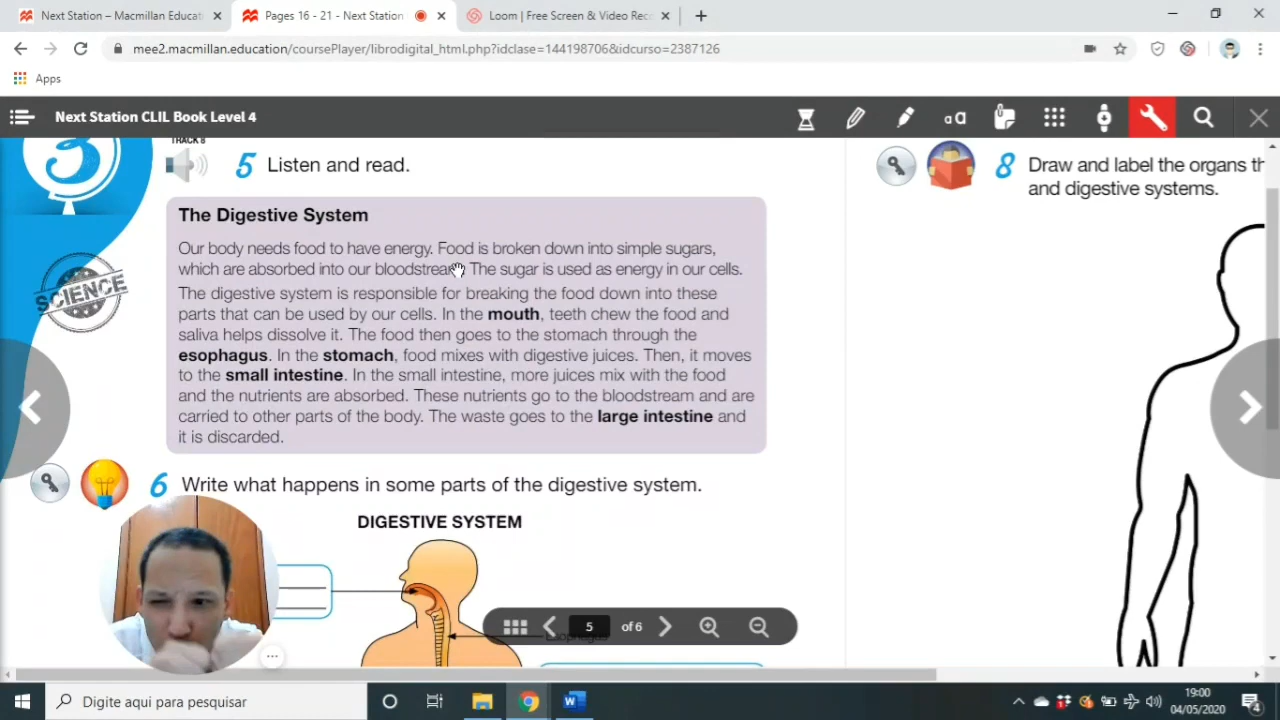 Next Station – Macmillan Educat
Pages 16 - 21 - Next Station
Loom | Free Screen & Video Rec
mee2.macmillan.education/coursePlayer/librodigital_html.php?idclase=144198706&idcurso=2387126
Apps
Next Station CLIL Book Level 4
aa
3
TRACK 8
5 Listen and read.
The Digestive System
Our body needs food to have energy. Food is broken down into simple sugars,
which are absorbed into our bloodstream. The sugar is used as energy in our cells.
The digestive system is responsible for breaking the food down into these
parts that can be used by our cells. In the mouth, teeth chew the food and
saliva helps dissolve it. The food then goes to the stomach through the
esophagus. In the stomach, food mixes with digestive juices. Then, it moves
to the small intestine. In the small intestine, more juices mix with the food
and the nutrients are absorbed. These nutrients go to the bloodstream and are
carried to other parts of the body. The waste goes to the large intestine and
it is discarded.
SCIENCE
6 Write what happens in some parts of the digestive system.
DIGESTIVE SYSTEM
8 Draw and label the organs th
and digestive systems.
5 of 6
Digite aqui para pesquisar
19:00
04/05/2020
4